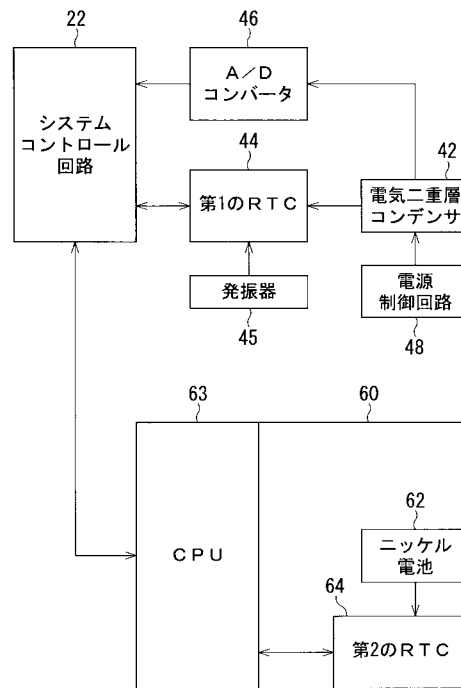 22
46
システム
コントロール
回路
A/D
コンバータ
44
42
第1のRTC
電気二重層
コンデンサ
発振器
45
電源
制御回路
48
63
60
CPU
62
ニッケル
電池
64
第2のRTC